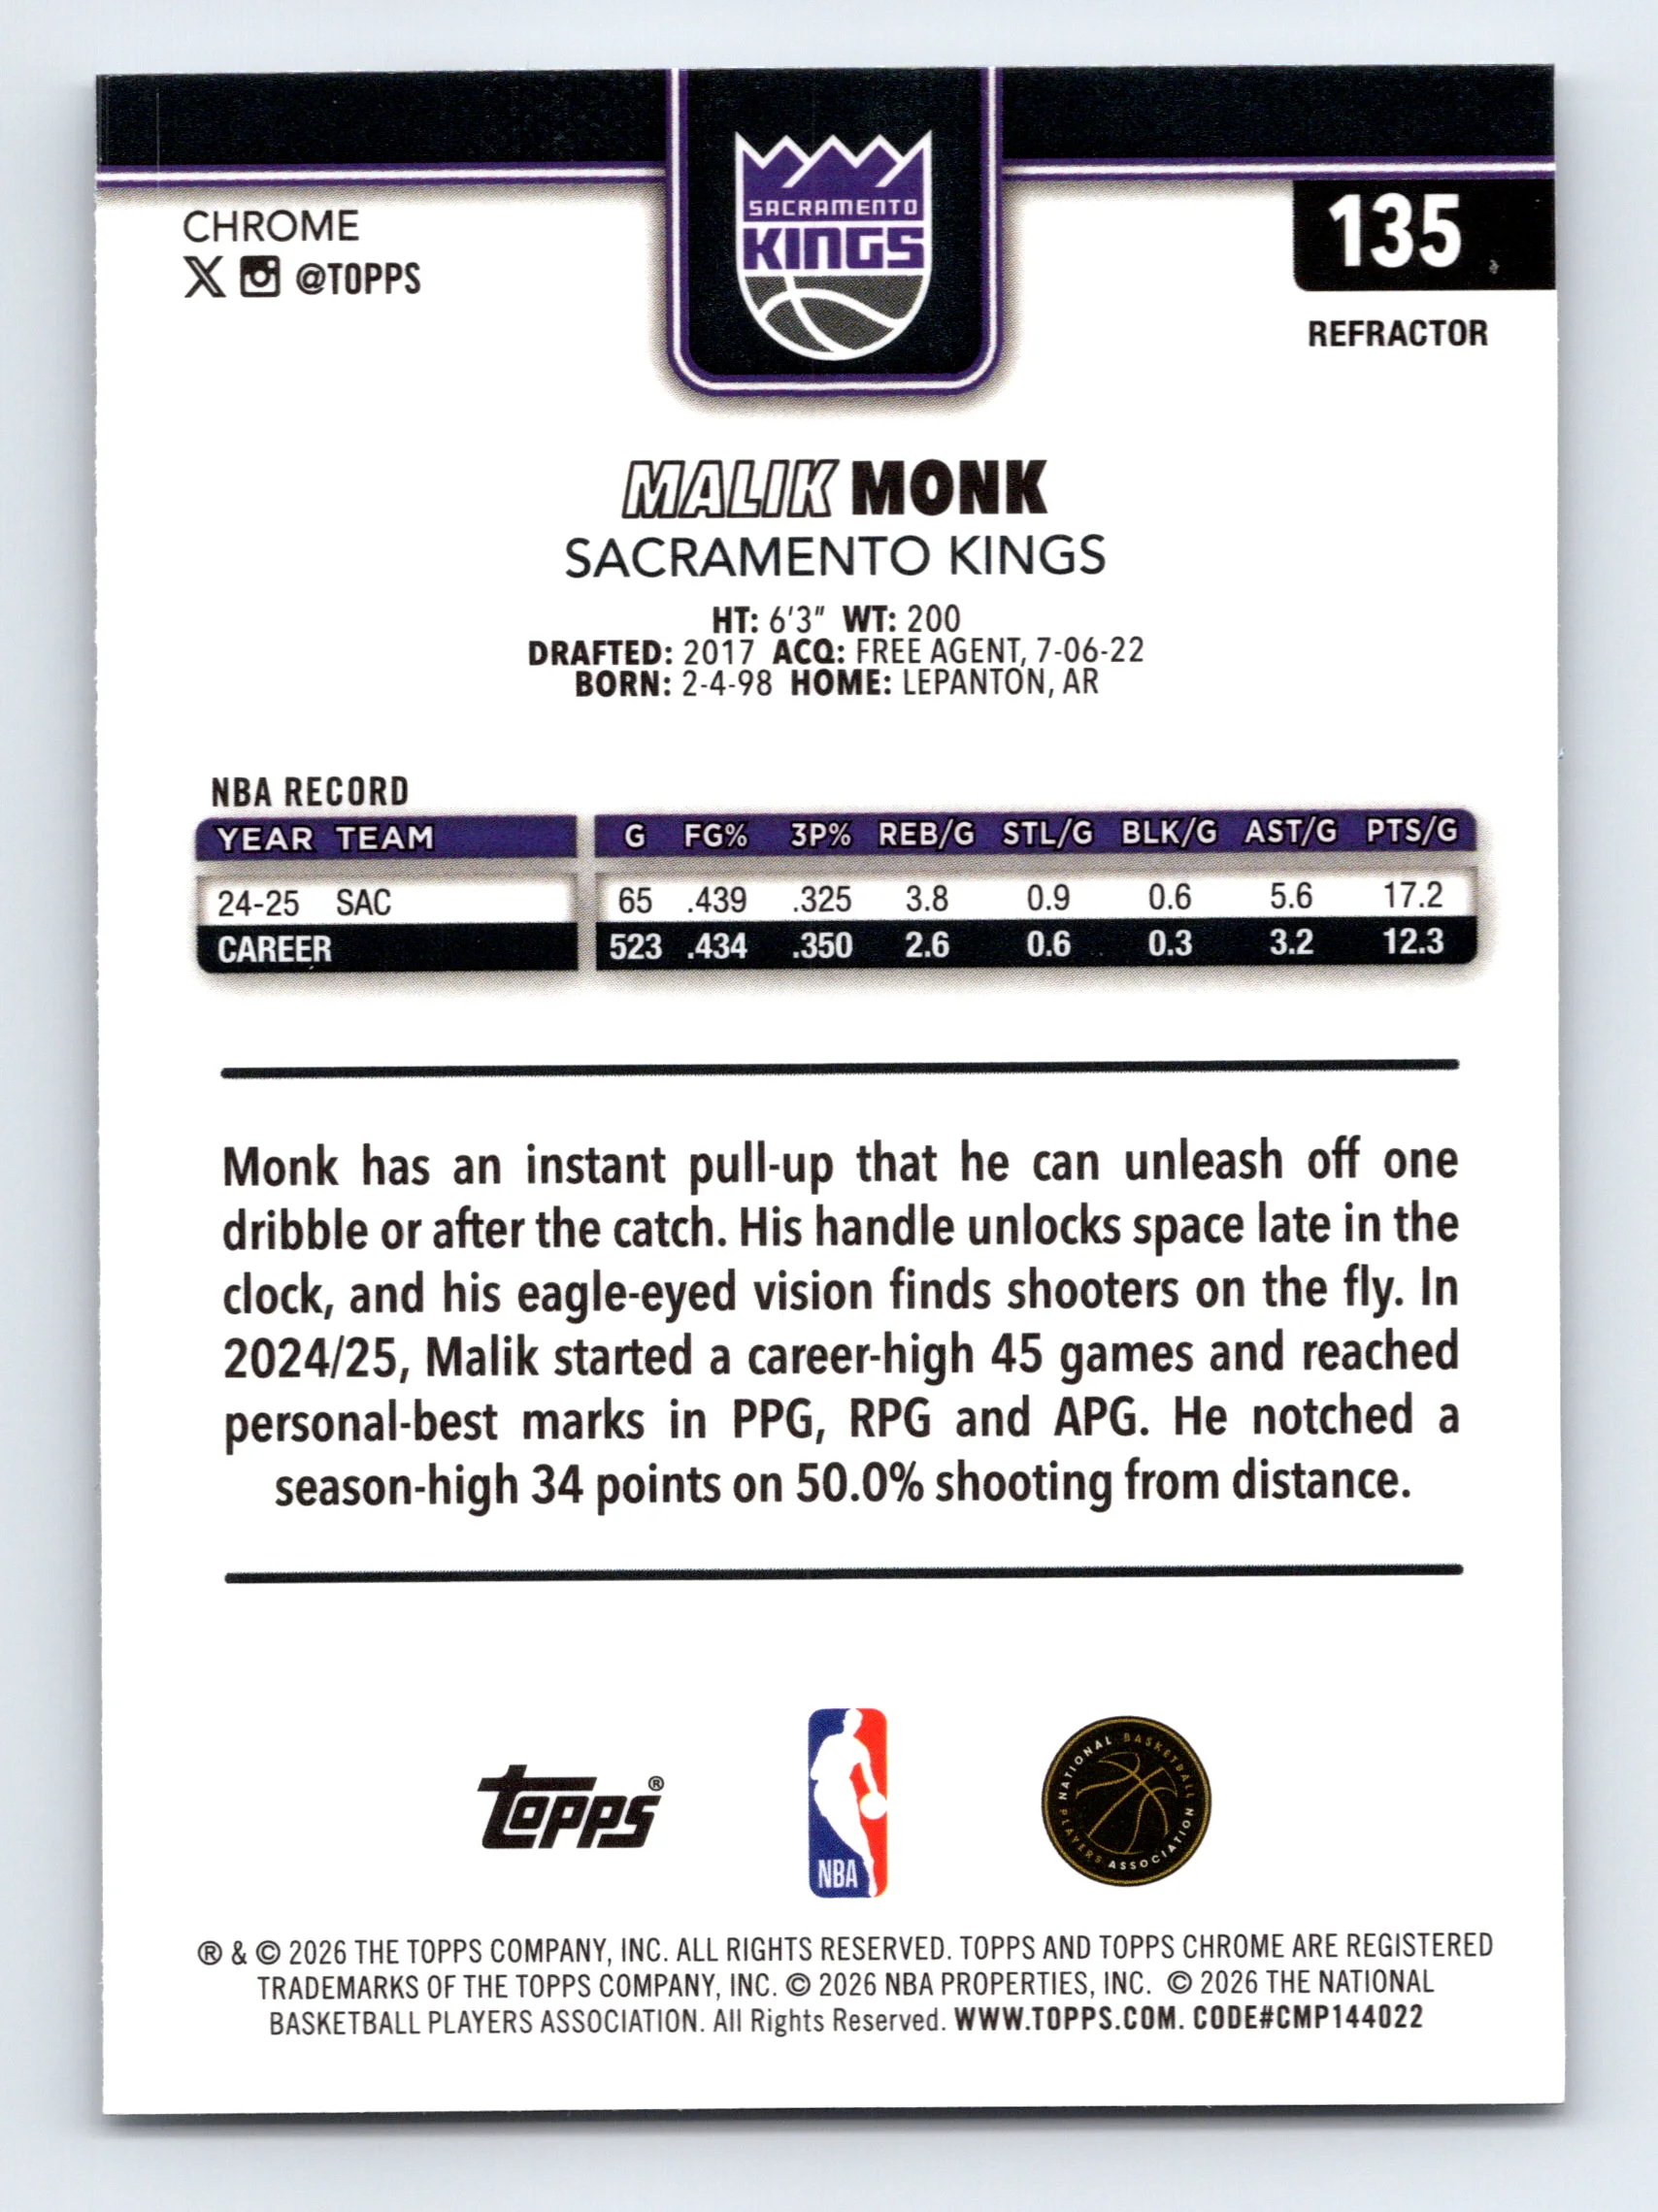 SACRAMENTO
KINGS
CHROME
X @TOPPS
135
REFRACTOR
MALIK MONK
SACRAMENTO KINGS
HT: 6'3" WT: 200
DRAFTED: 2017 ACQ: FREE AGENT, 7-06-22
BORN: 2-4-98 HOME: LEPANTON, AR
NBA RECORD
YEAR TEAM G FG% 3P% REB/G STL/G BLK/G AST/G PTS/G
24-25 SAC 65 .439 .325 3.8 0.9 0.6 5.6 17.2
CAREER 523 .434 .350 2.6 0.6 0.3 3.2 12.3
Monk has an instant pull-up that he can unleash off one
dribble or after the catch. His handle unlocks space late in the
clock, and his eagle-eyed vision finds shooters on the fly. In
2024/25, Malik started a career-high 45 games and reached
personal-best marks in PPG, RPG and APG. He notched a
season-high 34 points on 50.0% shooting from distance.
topps®
NBA
NATIONAL BASKETBALL PLAYERS ASSOCIATION
® & © 2026 THE TOPPS COMPANY, INC. ALL RIGHTS RESERVED. TOPPS AND TOPPS CHROME ARE REGISTERED
TRADEMARKS OF THE TOPPS COMPANY, INC. © 2026 NBA PROPERTIES, INC. © 2026 THE NATIONAL
BASKETBALL PLAYERS ASSOCIATION. All Rights Reserved. WWW.TOPPS.COM. CODE#CMP144022